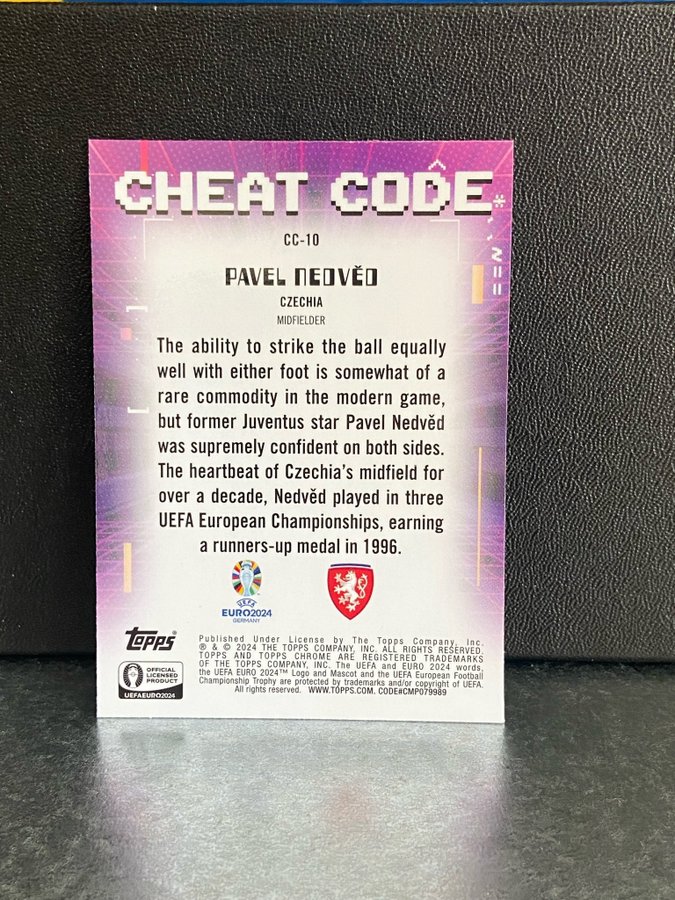 CHEAT CODE
CC-10
PAVEL NEDVĚD
CZECHIA
MIDFIELDER
The ability to strike the ball equally
well with either foot is somewhat of a
rare commodity in the modern game,
but former Juventus star Pavel Nedvěd
was supremely confident on both sides.
The heartbeat of Czechia's midfield for
over a decade, Nedvěd played in three
UEFA European Championships, earning
a runners-up medal in 1996.
UEFA
EURO2024
GERMANY
Topps®
OFFICIAL
LICENSED
PRODUCT
UEFAEURO2024
Published Under License by The Topps Company, Inc.
® & © 2024 THE TOPPS COMPANY, INC. ALL RIGHTS RESERVED.
TOPPS AND TOPPS CHROME ARE REGISTERED TRADEMARKS
OF THE TOPPS COMPANY, INC. The UEFA and EURO 2024 words,
the UEFA EURO 2024™ Logo and Mascot and the UEFA European Football
Championship Trophy are protected by trademarks and/or copyright of UEFA.
All rights reserved. WWW.TOPPS.COM. CODE#CMP079989